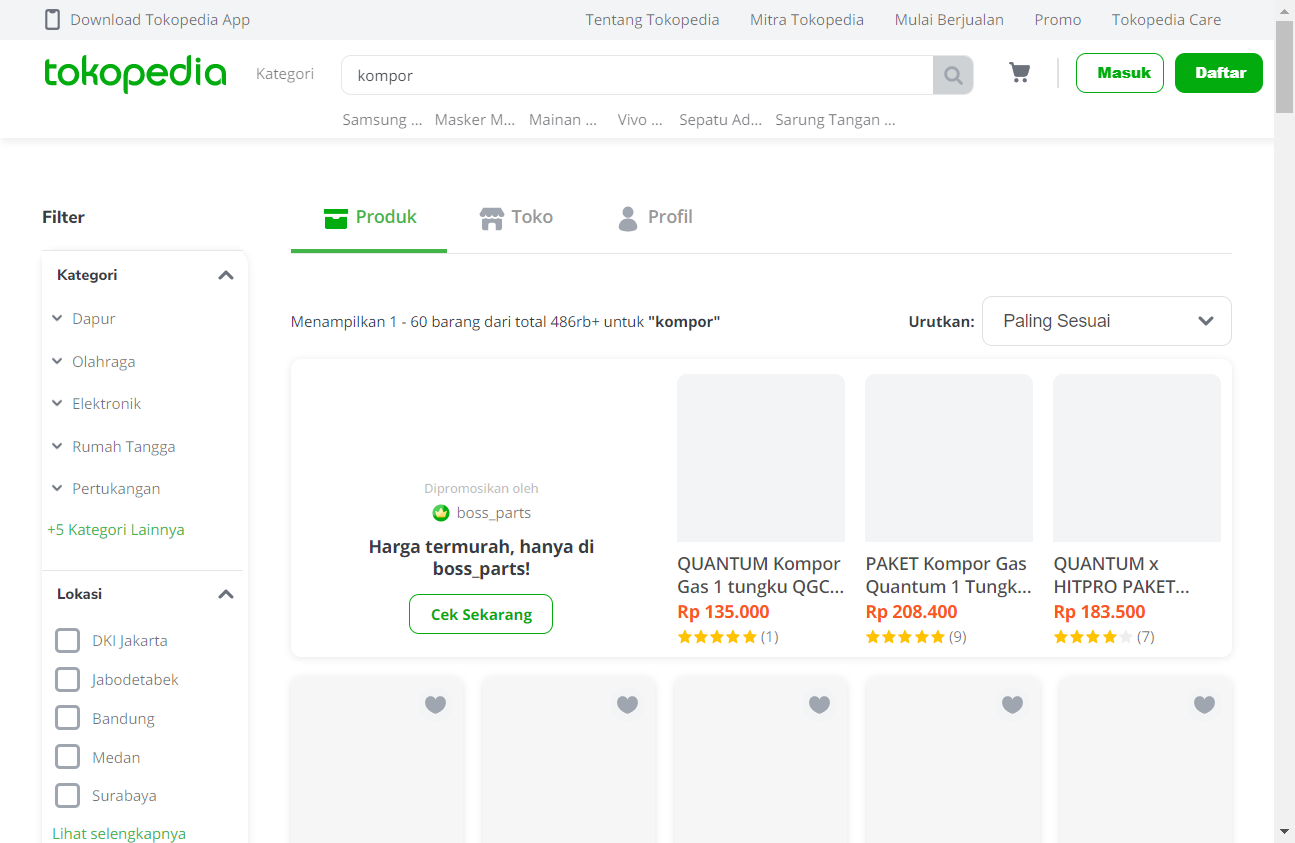 Download Tokopedia App
Tentang Tokopedia
Mitra Tokopedia
Mulai Berjualan
Promo
Tokopedia Care
tokopedia
Kategori
kompor
Masuk
Daftar
Samsung ...
Masker M...
Mainan ...
Vivo ...
Sepatu Ad...
Sarung Tangan ...
Filter
Produk
Toko
Profil
Kategori
Dapur
Olahraga
Elektronik
Rumah Tangga
Pertukangan
+5 Kategori Lainnya
Lokasi
DKI Jakarta
Jabodetabek
Bandung
Medan
Surabaya
Lihat selengkapnya
Menampilkan 1 - 60 barang dari total 486rb+ untuk "kompor"
Urutkan:
Paling Sesuai
Dipromosikan oleh
boss_parts
Harga termurah, hanya di
boss_parts!
Cek Sekarang
QUANTUM Kompor
Gas 1 tungku QGC...
Rp 135.000
(1)
PAKET Kompor Gas
Quantum 1 Tungk...
Rp 208.400
(9)
QUANTUM x
HITPRO PAKET...
Rp 183.500
(7)